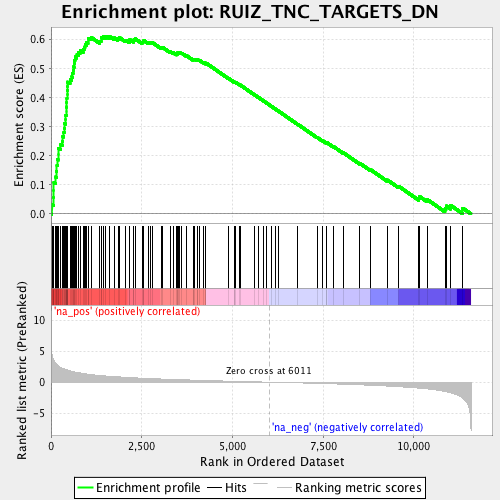 Enrichment plot: RUIZ_TNC_TARGETS_DN
Enrichment score (ES)
0.6
0.5
0.4
0.3
0.2
0.1
0.0
'na_pos' (positively correlated)
Ranked list metric (PreRanked)
10
5
0
-5
Zero cross at 6011
'na_neg' (negatively correlated)
0
2,500
5,000
7,500
10,000
Rank in Ordered Dataset
Enrichment profile
Hits
Ranking metric scores